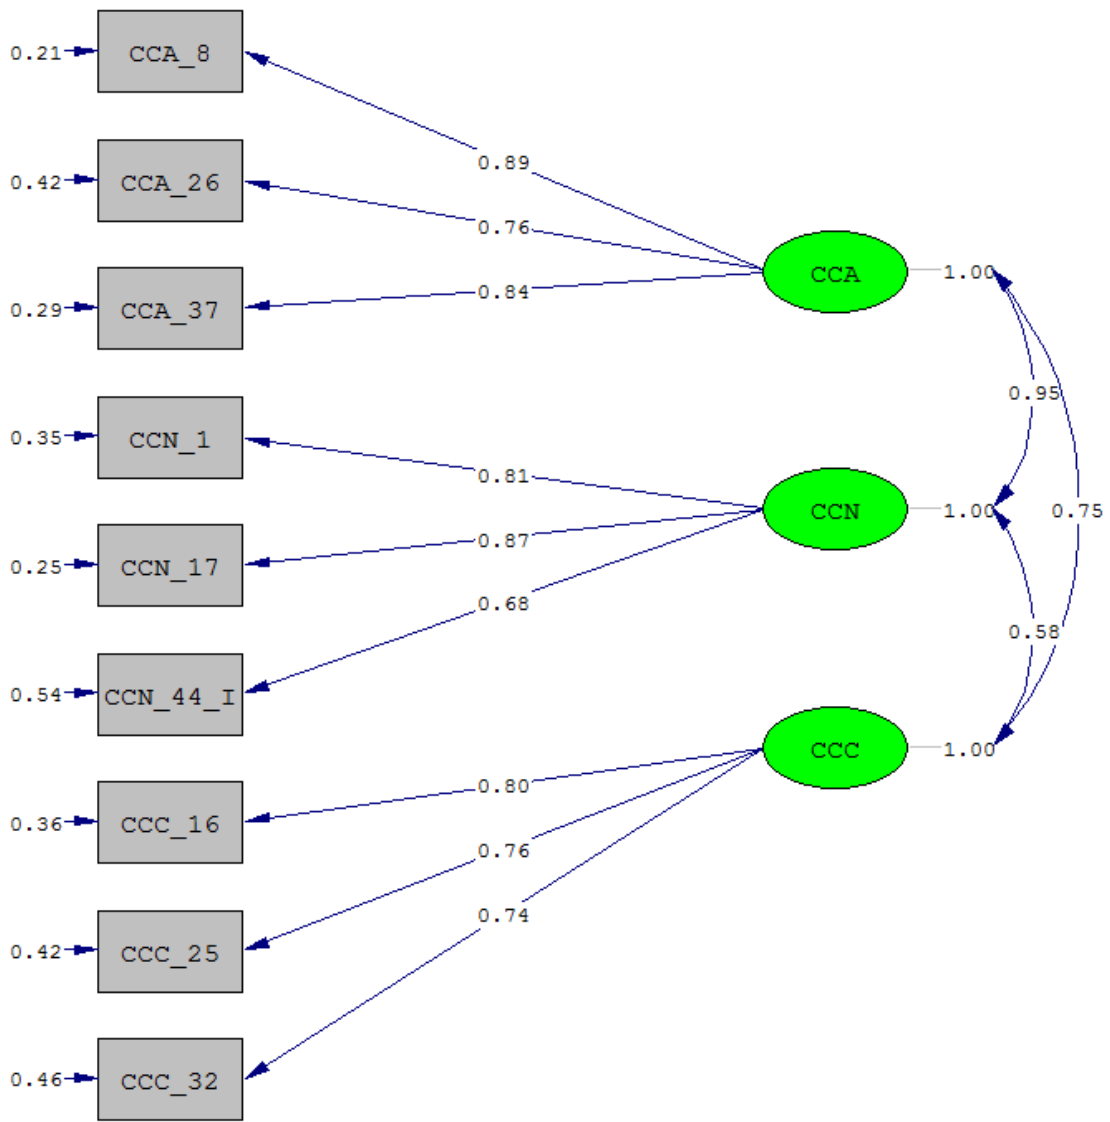 0.21 CCA_8
0.89
0.42 CCA_26
0.76
CCA 1.00
0.29 CCA_37
0.84
0.95
0.35 CCN_1
0.81
CCN 1.00
0.75
0.25 CCN_17
0.87
0.68
0.58
0.54 CCN_44_I
CCC 1.00
0.80
0.36 CCC_16
0.76
0.74
0.42 CCC_25
0.46 CCC_32